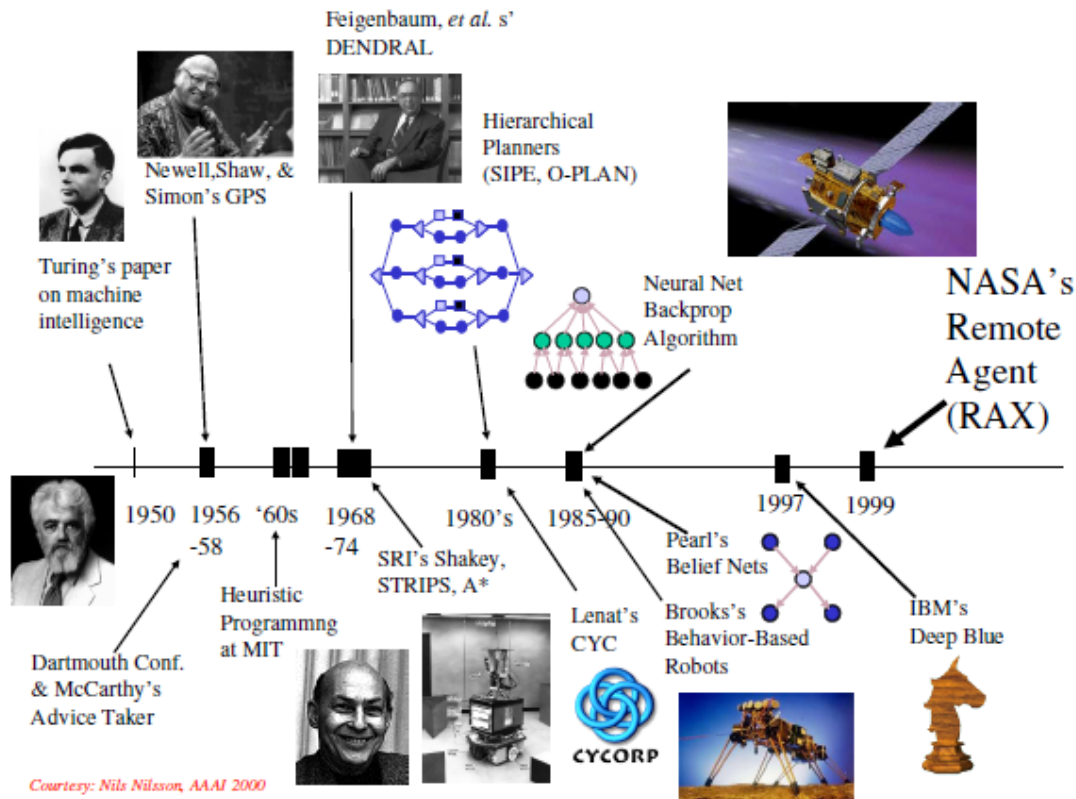 Feigenbaum, et al. s'
DENDRAL
Newell,Shaw, &
Simon's GPS
Hierarchical
Planners
(SIPE, O-PLAN)
Turing's paper
on machine
intelligence
Neural Net
Backprop
Algorithm
NASA's
Remote
Agent
(RAX)
1950
1956
-58
‘60s
1968
-74
1980's
1985-90
1997
1999
SRI's Shakey,
STRIPS, A*
Pearl's
Belief Nets
Heuristic
Programmng
at MIT
Lenat's
CYC
Brooks's
Behavior-Based
Robots
IBM's
Deep Blue
Dartmouth Conf.
& McCarthy's
Advice Taker
CYCORP
Courtesy: Nils Nilsson, AAAI 2000